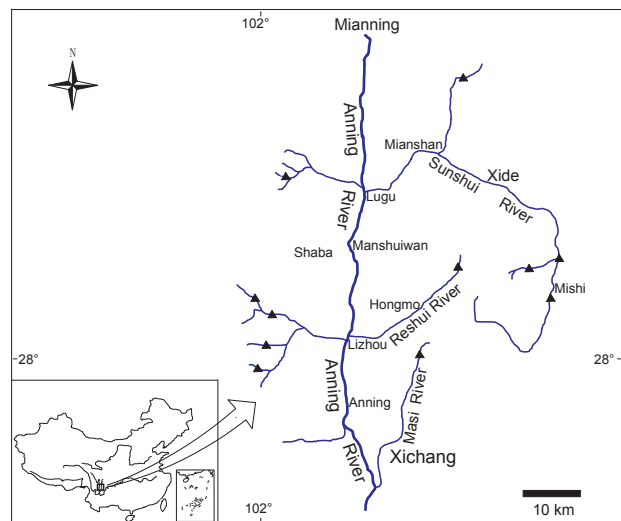 102°
Mianning
N
Anning
Mianshan
Sunshui
Xide
River
Lugu
River
Shaba
Manshuiwan
Mishi
Hongmo
Reshui River
Lizhou
28°
28°
Anning
Anning
Masi River
River
Xichang
102°
10 km